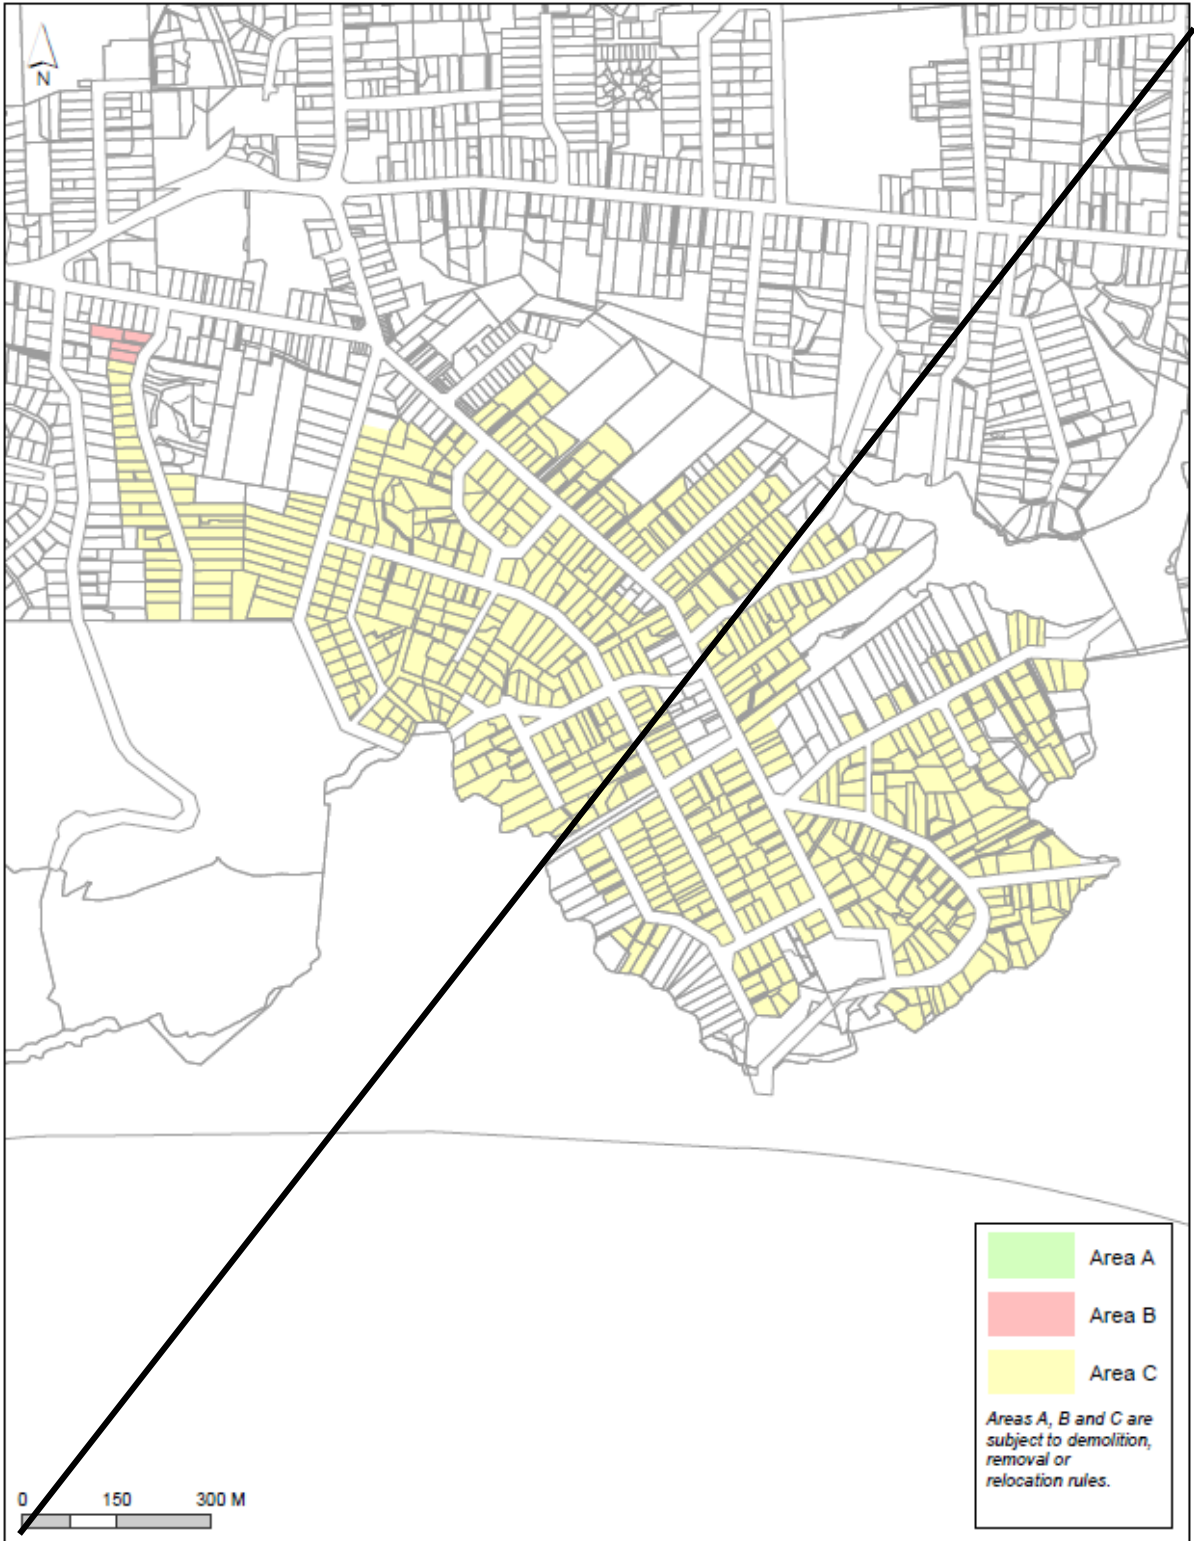 N
Area A
Area B
Area C
Areas A, B and C are
subject to demolition,
removal or
relocation rules.
0 150 300 M